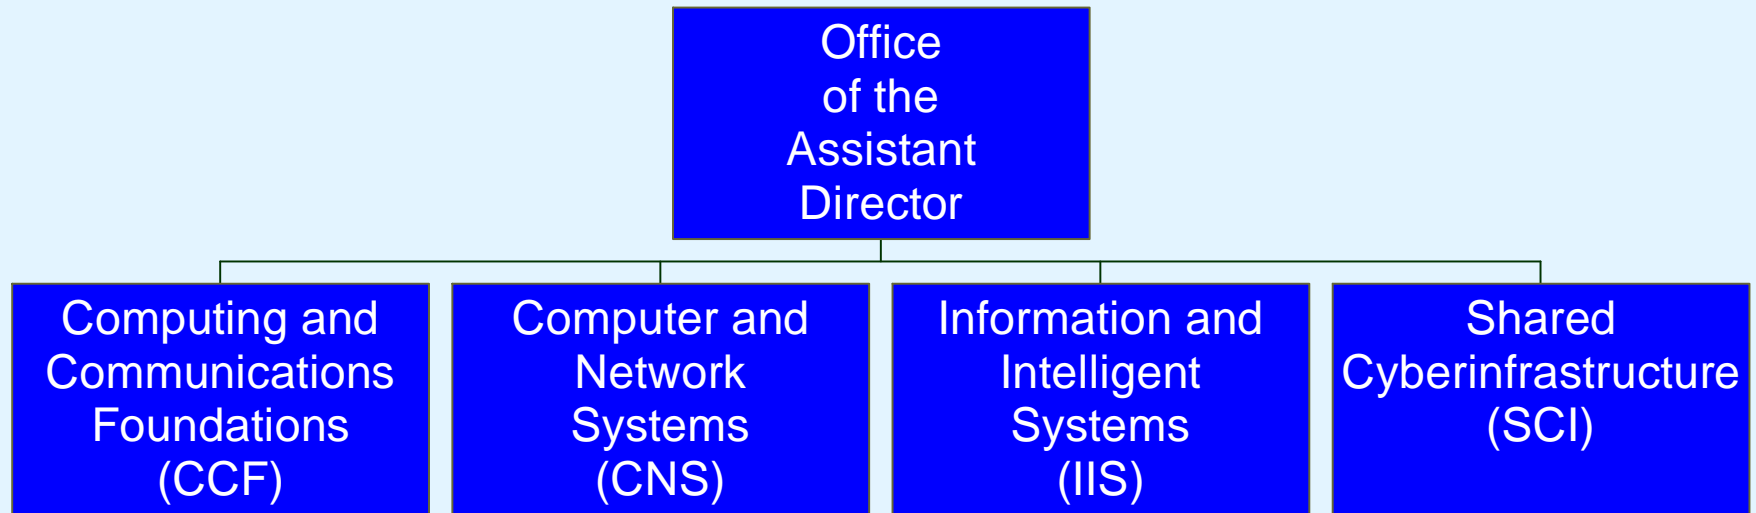 Office
of the
Assistant
Director
Computing and
Communications
Foundations
(CCF)
Computer and
Network
Systems
(CNS)
Information and
Intelligent
Systems
(IIS)
Shared
Cyberinfrastructure
(SCI)